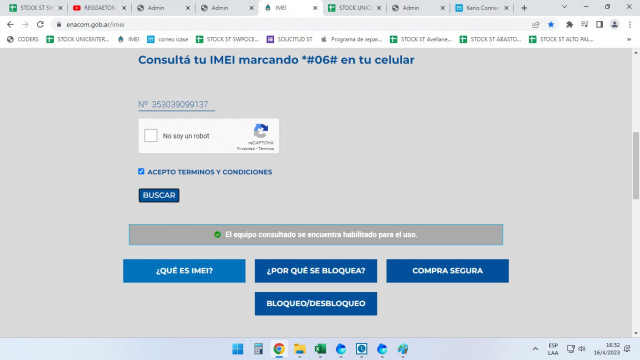 STOCK ST SW
REGGAETON
Admin
Admin
IMEI
STOCK UNIC
Admin
Kerio Connec
enacom.gob.ar/imei
CODERS
STOCK UNICENTER...
IMEI
correo icase
STOCK ST SWPOCE...
SOLICITUD ST
Programa de repar...
STOCK ST Avellane...
STOCK ST ABASTO...
STOCK ST ALTO PAL...
Consultá tu IMEI marcando *#06# en tu celular
Nº 353039099137
No soy un robot
reCAPTCHA
Privacidad - Términos
ACEPTO TERMINOS Y CONDICIONES
BUSCAR
El equipo consultado se encuentra habilitado para el uso.
¿QUÉ ES IMEI?
¿POR QUÉ SE BLOQUEA?
COMPRA SEGURA
BLOQUEO/DESBLOQUEO
ESP
LAA
16:32
16/4/2023